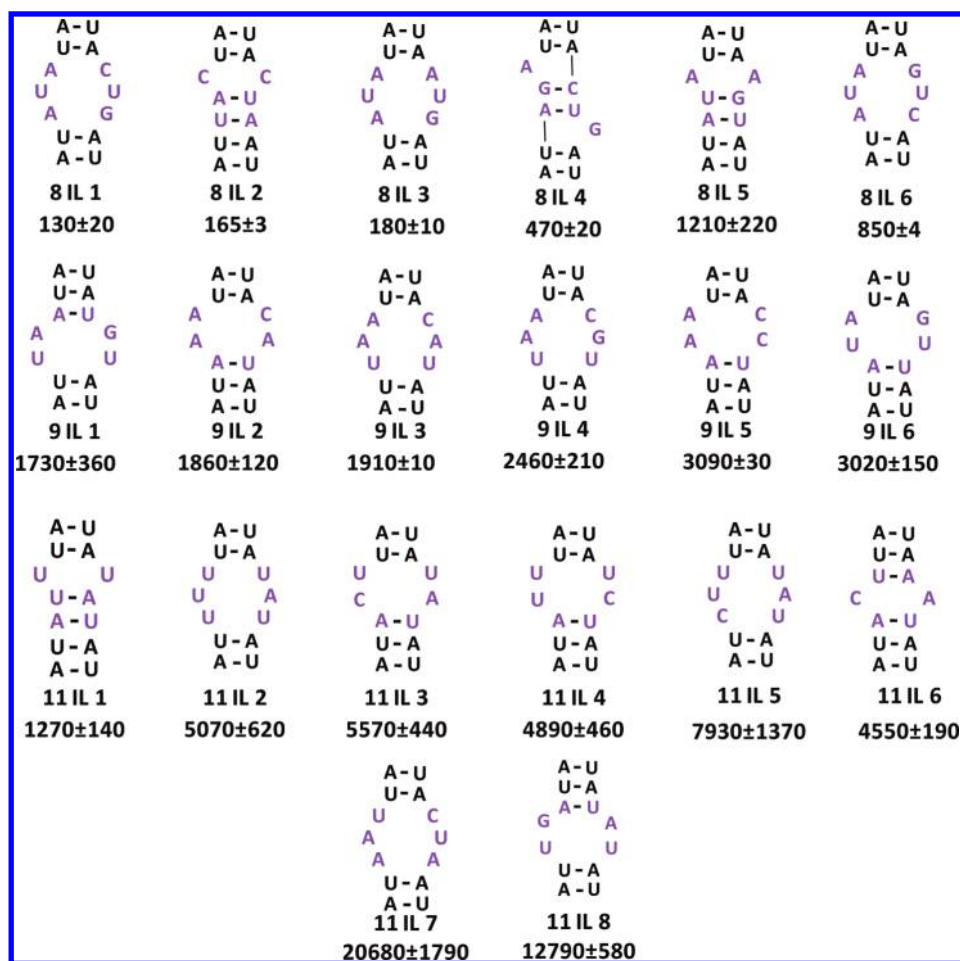 A-U
U-A
A C
U U
A G
U-A
A-U
8 IL 1
130±20
A-U
U-A
C C
A-U
U-A
U-A
A-U
8 IL 2
165±3
A-U
U-A
A A
U U
A G
U-A
A-U
8 IL 3
180±10
A-U
U-A
A
G-C
A-U
G
U-A
A-U
8 IL 4
470±20
A-U
U-A
A A
U-G
A-U
U-A
A-U
8 IL 5
1210±220
A-U
U-A
A G
U U
A C
U-A
A-U
8 IL 6
850±4
A-U
U-A
A-U
A G
U U
U-A
A-U
9 IL 1
1730±360
A-U
U-A
A C
A A
A-U
U-A
A-U
9 IL 2
1860±120
A-U
U-A
A C
A A
U U
U-A
A-U
9 IL 3
1910±10
A-U
U-A
A C
A G
U U
U-A
A-U
9 IL 4
2460±210
A-U
U-A
A C
A C
A-U
U-A
A-U
9 IL 5
3090±30
A-U
U-A
A G
U U
A-U
U-A
A-U
9 IL 6
3020±150
A-U
U-A
U U
U-A
A-U
U-A
A-U
11 IL 1
1270±140
A-U
U-A
U U
U A
U U
U-A
A-U
11 IL 2
5070±620
A-U
U-A
U U
C A
A-U
U-A
A-U
11 IL 3
5570±440
A-U
U-A
U U
U C
A-U
U-A
A-U
11 IL 4
4890±460
A-U
U-A
U U
U A
C U
U-A
A-U
11 IL 5
7930±1370
A-U
U-A
U-A
C A
A-U
U-A
A-U
11 IL 6
4550±190
A-U
U-A
U C
A U
A A
U-A
A-U
11 IL 7
20680±1790
A-U
U-A
A-U
G A
U U
U-A
A-U
11 IL 8
12790±580